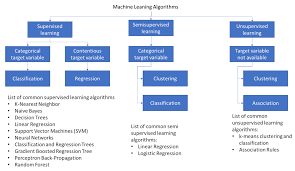 Machine Learning Algorithms
Supervised
learning
Semisupervised
learning
Unsupervised
learning
Categorical
target variable
Contentious
target variable
Categorical
target variable
Target variable
not available
Classification
Regression
Clustering
Classification
Clustering
Association
List of common supervised learning algorithms:
• K-Nearest Neighbor
• Naive Bayes
• Decision Trees
• Linear Regression
• Support Vector Machines (SVM)
• Neural Networks
• Classification and Regression Trees
• Gradient Boosted Regression Tree
• Perceptron Back-Propagation
• Random Forest
List of common semi
supervised learning algorithms:
• Linear Regression
• Logistic Regression
List of common
unsupervised learning
algorithms:
• k-means clustering and
classification
• Association Rules